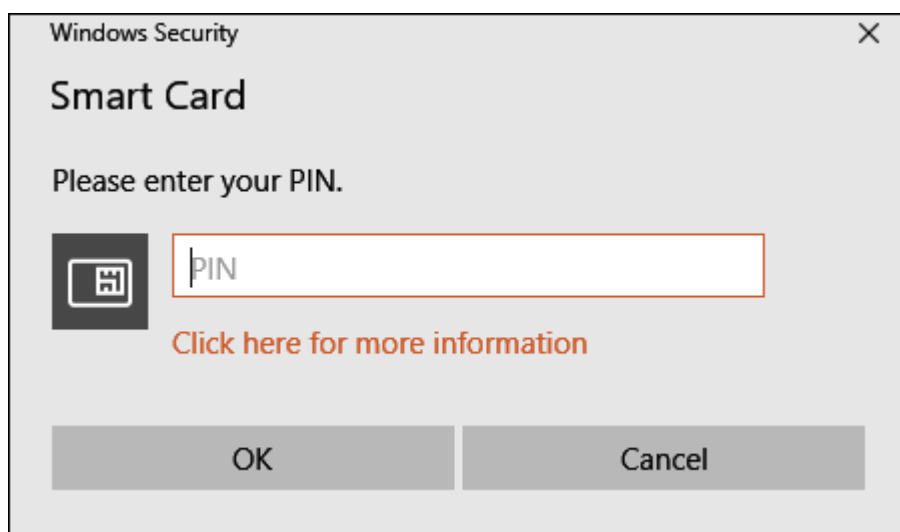 Windows Security
Smart Card
Please enter your PIN.
PIN
Click here for more information
OK
Cancel